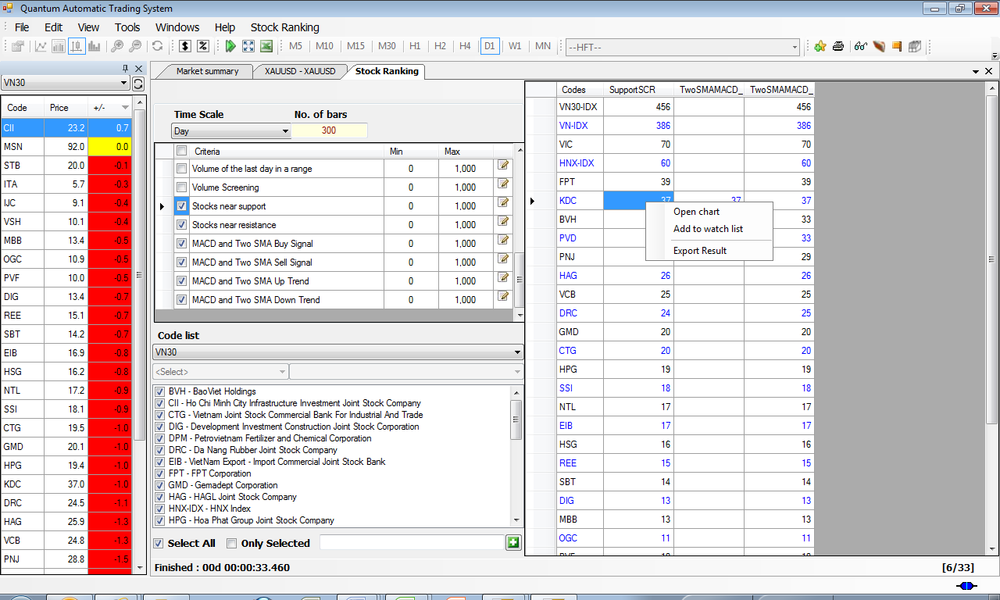 Quantum Automatic Trading System
File Edit View Tools Windows Help Stock Ranking
$ % M5 M10 M15 M30 H1 H2 H4 D1 W1 MN --HFT--
Market summary XAUUSD - XAUUSD Stock Ranking
VN30
Code Price +/-
CII 23.2 0.7
MSN 92.0 0.0
STB 20.0 -0.1
ITA 5.7 -0.3
IJC 9.1 -0.4
VSH 10.1 -0.4
MBB 13.4 -0.5
OGC 10.9 -0.5
PVF 10.0 -0.5
DIG 13.4 -0.7
REE 15.1 -0.7
SBT 14.2 -0.7
EIB 16.9 -0.8
HSG 16.2 -0.8
NTL 17.2 -0.9
SSI 18.1 -0.9
CTG 19.5 -1.0
GMD 20.1 -1.0
HPG 19.4 -1.0
KDC 37.0 -1.0
DRC 24.5 -1.1
HAG 25.9 -1.3
VCB 24.8 -1.3
PNJ 28.8 -1.5
Time Scale No. of bars
Day 300
Criteria Min Max
Volume of the last day in a range 0 1,000
Volume Screening 0 1,000
Stocks near support 0 1,000
Stocks near resistance 0 1,000
MACD and Two SMA Buy Signal 0 1,000
MACD and Two SMA Sell Signal 0 1,000
MACD and Two SMA Up Trend 0 1,000
MACD and Two SMA Down Trend 0 1,000
Code list
VN30
<Select>
BVH - BaoViet Holdings
CII - Ho Chi Minh City Infrastructure Investment Joint Stock Company
CTG - Vietnam Joint Stock Commercial Bank For Industrial And Trade
DIG - Development Investment Construction Joint Stock Corporation
DPM - Petrovietnam Fertilizer and Chemical Corporation
DRC - Da Nang Rubber Joint Stock Company
EIB - VietNam Export - Import Commercial Joint Stock Bank
FPT - FPT Corporation
GMD - Gemadept Corporation
HAG - HAGL Joint Stock Company
HNX-IDX - HNX Index
HPG - Hoa Phat Group Joint Stock Company
Select All Only Selected
Finished : 00d 00:00:33.460
Codes SupportSCR TwoSMAMACD_ TwoSMAMACD_
VN30-IDX 456 456
VN-IDX 386 386
VIC 70 70
HNX-IDX 60 60
FPT 39 39
KDC 37 37 37
BVH 33
PVD 33
PNJ 29
HAG 26 26
VCB 25 25
DRC 24 25
GMD 20 20
CTG 20 20
HPG 19 19
SSI 18 18
NTL 17 17
EIB 17 17
HSG 16 16
REE 15 15
SBT 14 14
DIG 13 13
MBB 13 13
OGC 11 11
Open chart
Add to watch list
Export Result
[6/33]